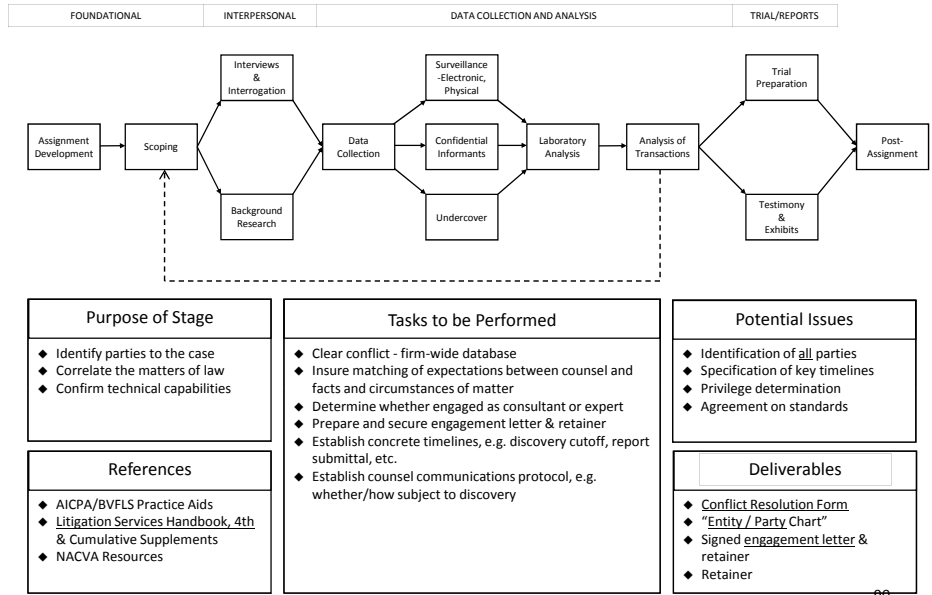 FOUNDATIONAL
INTERPERSONAL
DATA COLLECTION AND ANALYSIS
TRIAL/REPORTS
Interviews
&
Interrogation
Surveillance
-Electronic,
Physical
Trial
Preparation
Assignment
Development
Scoping
Data
Collection
Confidential
Informants
Laboratory
Analysis
Analysis of
Transactions
Post-
Assignment
Background
Research
Undercover
Testimony
&
Exhibits
Purpose of Stage
◆ Identify parties to the case
◆ Correlate the matters of law
◆ Confirm technical capabilities
Tasks to be Performed
◆ Clear conflict - firm-wide database
◆ Insure matching of expectations between counsel and
facts and circumstances of matter
◆ Determine whether engaged as consultant or expert
◆ Prepare and secure engagement letter & retainer
◆ Establish concrete timelines, e.g. discovery cutoff, report
submittal, etc.
◆ Establish counsel communications protocol, e.g.
whether/how subject to discovery
Potential Issues
◆ Identification of all parties
◆ Specification of key timelines
◆ Privilege determination
◆ Agreement on standards
References
◆ AICPA/BVFLS Practice Aids
◆ Litigation Services Handbook, 4th
& Cumulative Supplements
◆ NACVA Resources
Deliverables
◆ Conflict Resolution Form
◆ “Entity / Party Chart”
◆ Signed engagement letter &
retainer
◆ Retainer